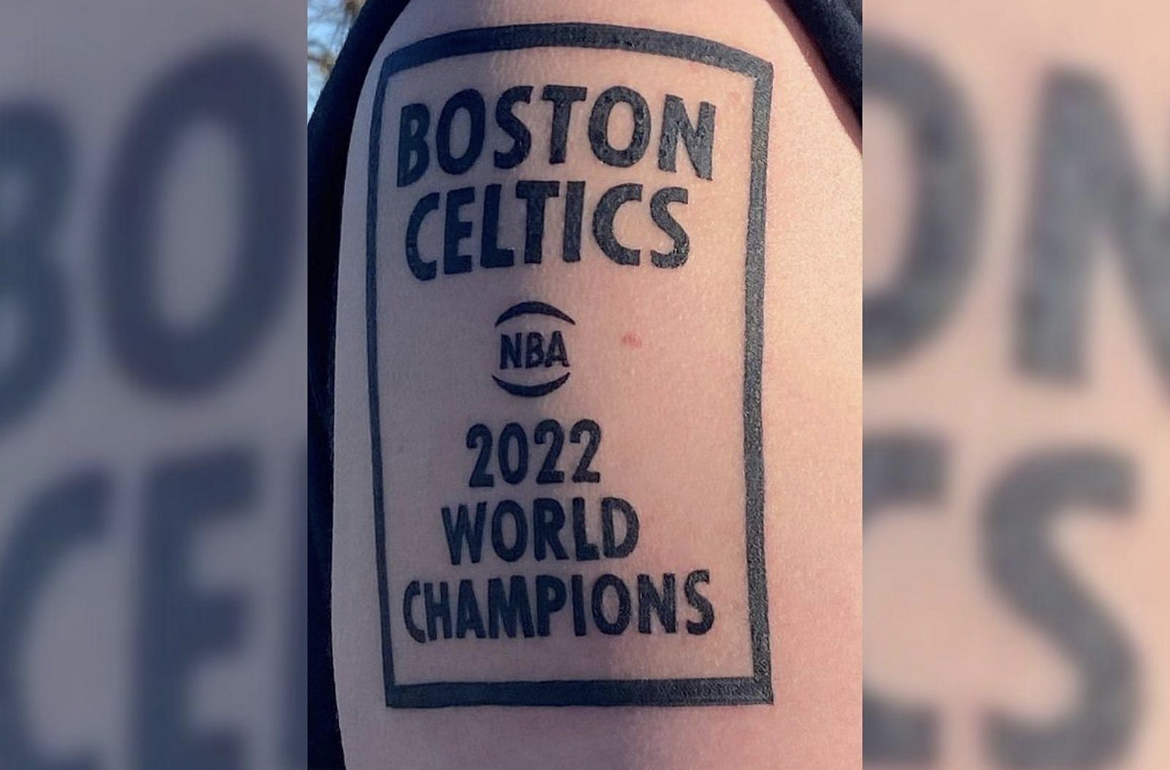 BOSTON
CELTICS
NBA
2022
WORLD
CHAMPIONS